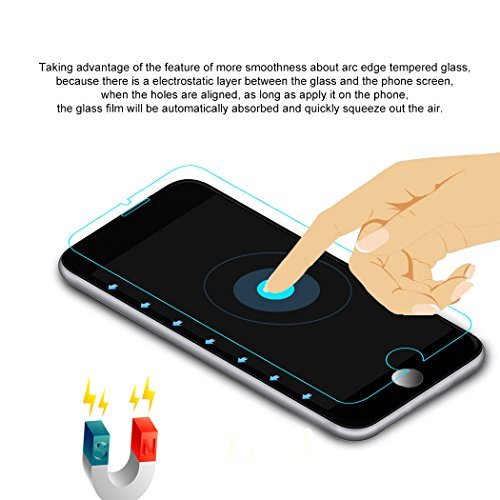 Taking advantage of the feature of more smoothness about arc edge tempered glass,
because there is a electrostatic layer between the glass and the phone screen,
when the holes are aligned, as long as apply it on the phone,
the glass film will be automatically absorbed and quickly squeeze out the air.
S N